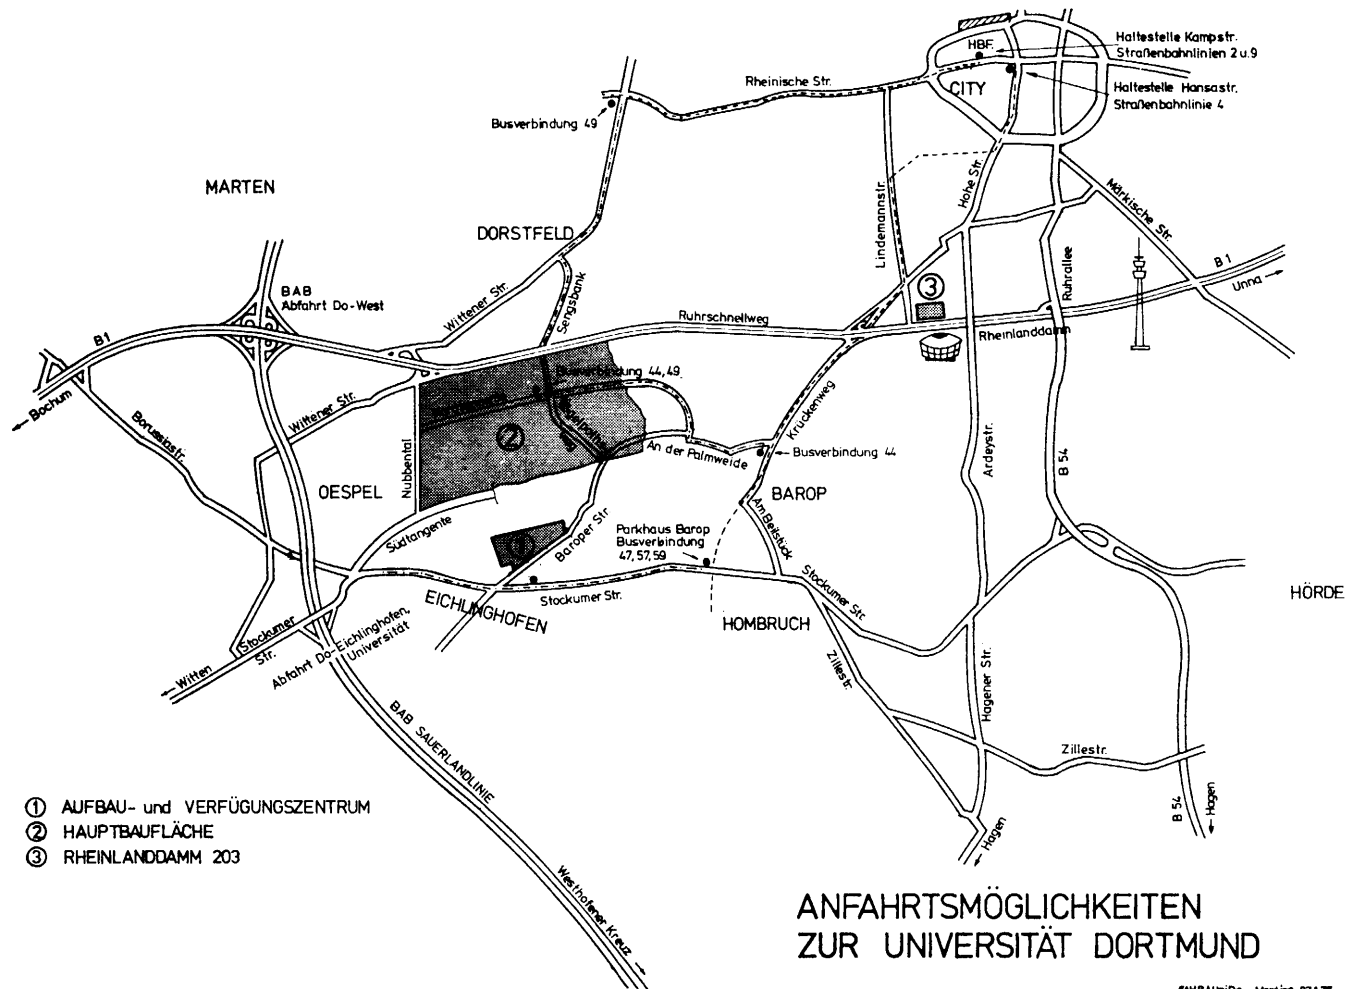 HBF.
Haltestelle Kampstr.
Straßenbahnlinien 2 u. 9
Rheinische Str.
CITY
Haltestelle Hansastr.
Straßenbahnlinie 4
Busverbindung 49
MARTEN
Hohe Str.
Märkische Str.
Lindemannstr.
DORSTFELD
Ruhrallee
B 1
Unna
BAB
Abfahrt Do-West
Sengsbank
Wittener Str.
③
Ruhrschnellweg
Rheinlanddamm
B 1
Bochum
Busverbindung 44, 49
Krückenweg
Wittener Str.
Borussiastr.
②
An der Palmweide
Busverbindung 44
Ardeystr.
B 54
Nubbental
OESPEL
BAROP
Südtangente
Baroper Str
Am Beilstück
Parkhaus Barop
Busverbindung
47, 57, 59
①
Stockumer Str.
Stockumer Str.
EICHLINGHOFEN
HÖRDE
HOMBRUCH
Stockumer
Str.
Witten
Abfahrt Do-Eichlinghofen,
Universität
Zillestr.
Hagener Str.
Zillestr.
BAB SAUERLANDLINIE
B 54
Hagen
Hagen
Westhofener Kreuz
① AUFBAU- und VERFÜGUNGSZENTRUM
② HAUPTBAUFLÄCHE
③ RHEINLANDDAMM 203
ANFAHRTSMÖGLICHKEITEN
ZUR UNIVERSITÄT DORTMUND